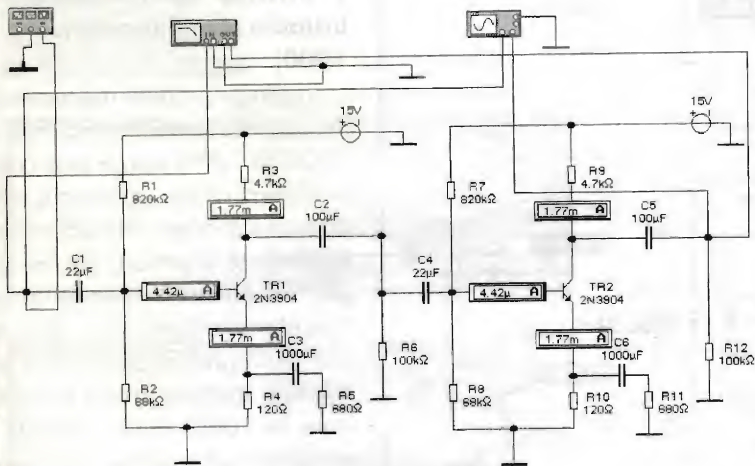 15V
15V
R1
820kΩ
R3
4.7kΩ
1.77m A
C2
100µF
C1
22µF
4.42µ A
TR1
2N3904
1.77m A
C3
1000µF
R2
68kΩ
R4
120Ω
R5
680Ω
R6
100kΩ
C4
22µF
R7
820kΩ
R9
4.7kΩ
1.77m A
C5
100µF
4.42µ A
TR2
2N3904
1.77m A
C6
1000µF
R8
68kΩ
R10
120Ω
R11
680Ω
R12
100kΩ